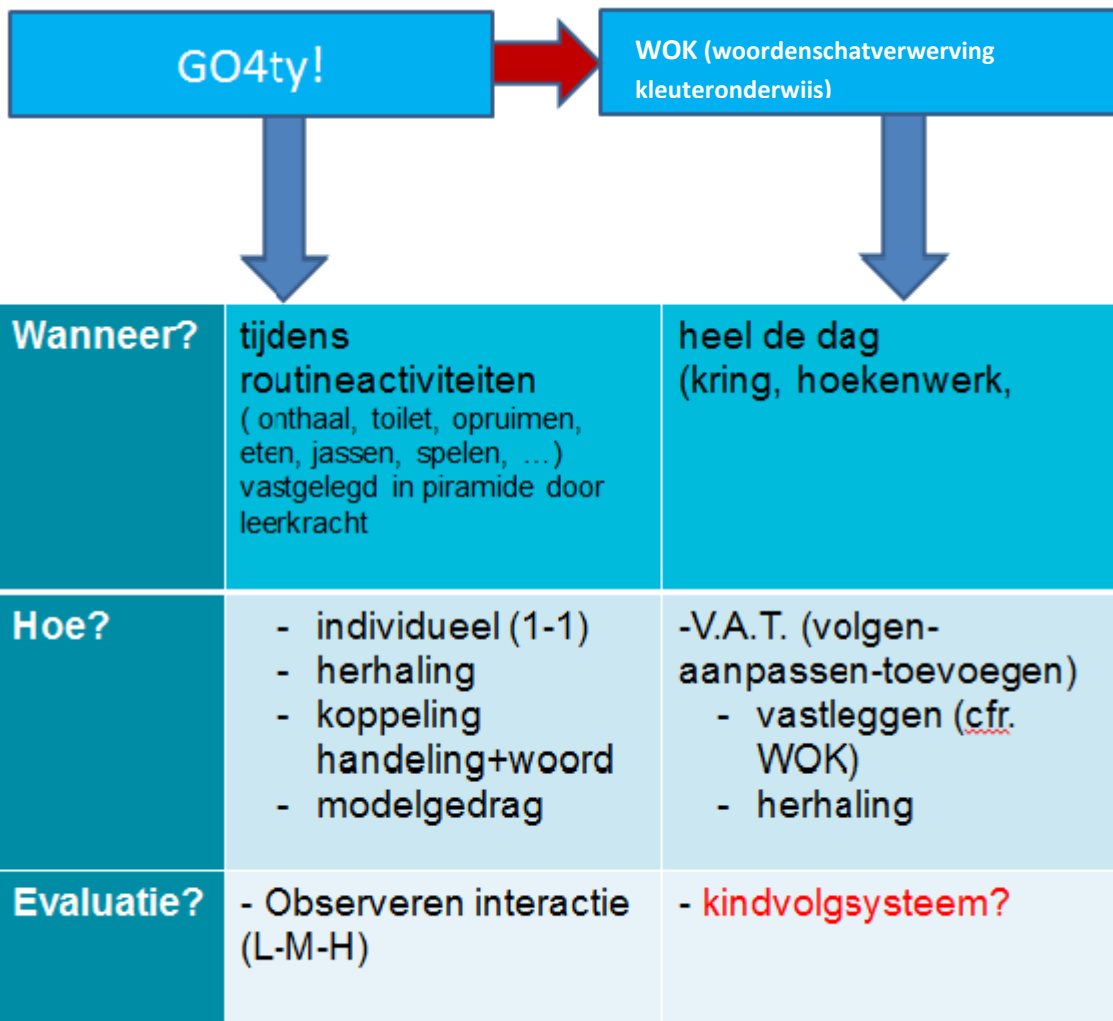 GO4ty!
WOK (woordenschatverwerving
kleuteronderwijs)
Wanneer?
tijdens
routineactiviteiten
( onthaal, toilet, opruimen,
eten, jassen, spelen, ...)
vastgelegd in piramide door
leerkracht
heel de dag
(kring, hoekenwerk,
Hoe?
- individueel (1-1)
- herhaling
- koppeling
handeling+woord
- modelgedrag
-V.A.T. (volgen-
aanpassen-toevoegen)
- vastleggen (cfr.
WOK)
- herhaling
Evaluatie?
- Observeren interactie
(L-M-H)
- kindvolgsysteem?